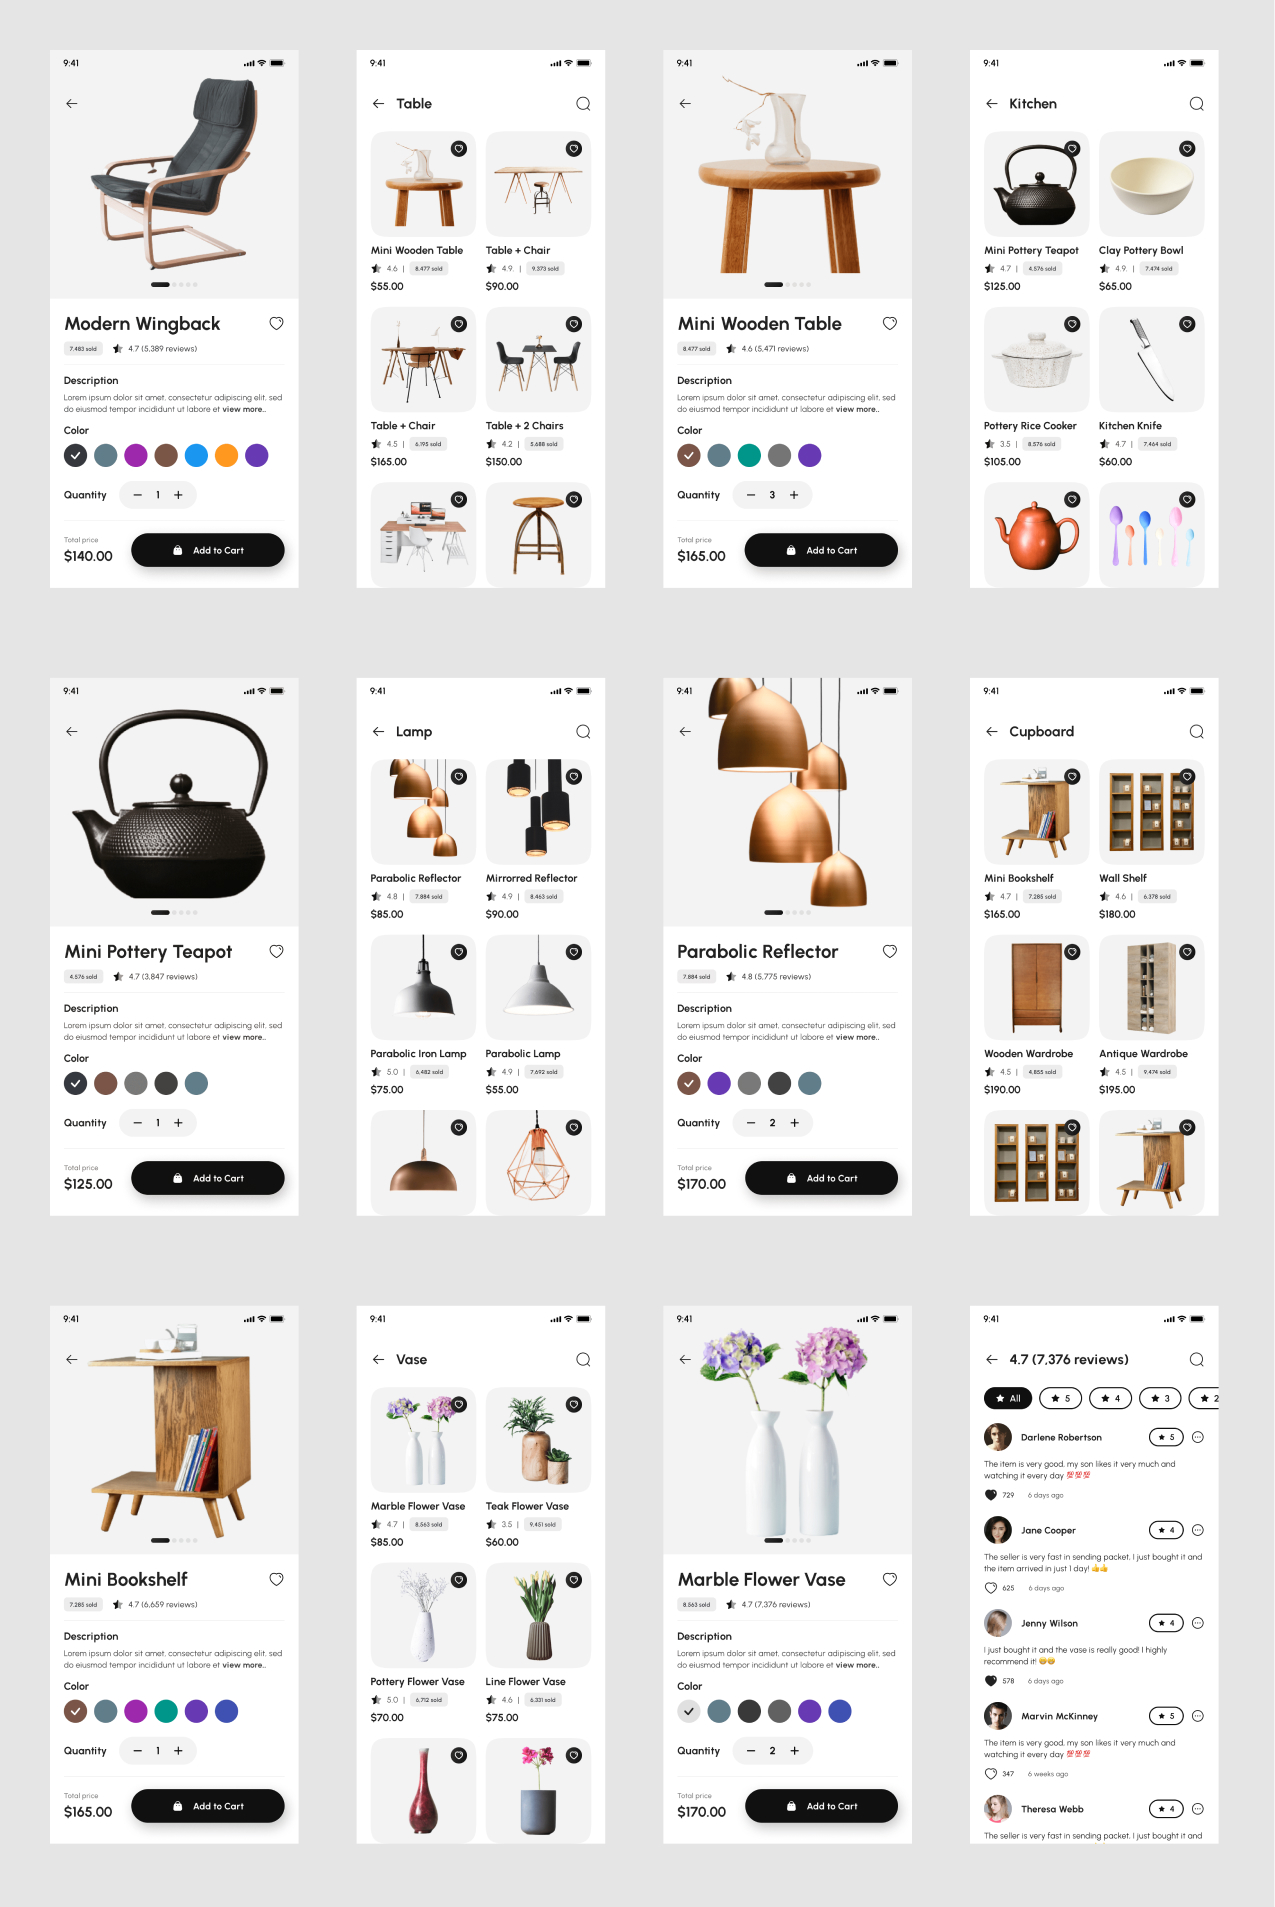 9:41
Modern Wingback
7.483 sold
4.7 (5,389 reviews)
Description
Lorem ipsum dolor sit amet, consectetur adipiscing elit, sed
do eiusmod tempor incididunt ut labore et view more..
Color
Quantity
1
Total price
$140.00
Add to Cart
9:41
Table
Mini Wooden Table
4.6 | 8.477 sold
$55.00
Table + Chair
4.9. | 9.373 sold
$90.00
Table + Chair
4.5 | 6.195 sold
$165.00
Table + 2 Chairs
4.2 | 5.688 sold
$150.00
9:41
Mini Wooden Table
8.477 sold
4.6 (5,471 reviews)
Description
Lorem ipsum dolor sit amet, consectetur adipiscing elit, sed
do eiusmod tempor incididunt ut labore et view more..
Color
Quantity
3
Total price
$165.00
Add to Cart
9:41
Kitchen
Mini Pottery Teapot
4.7 | 4.576 sold
$125.00
Clay Pottery Bowl
4.9. | 7.474 sold
$65.00
Pottery Rice Cooker
3.5 | 8.576 sold
$105.00
Kitchen Knife
4.7 | 7.464 sold
$60.00
9:41
Mini Pottery Teapot
4.576 sold
4.7 (3,847 reviews)
Description
Lorem ipsum dolor sit amet, consectetur adipiscing elit, sed
do eiusmod tempor incididunt ut labore et view more..
Color
Quantity
1
Total price
$125.00
Add to Cart
9:41
Lamp
Parabolic Reflector
4.8 | 7.884 sold
$85.00
Mirrorred Reflector
4.9 | 8.463 sold
$90.00
Parabolic Iron Lamp
5.0 | 6.482 sold
$75.00
Parabolic Lamp
4.9 | 7.692 sold
$55.00
9:41
Parabolic Reflector
7.884 sold
4.8 (5,775 reviews)
Description
Lorem ipsum dolor sit amet, consectetur adipiscing elit, sed
do eiusmod tempor incididunt ut labore et view more..
Color
Quantity
2
Total price
$170.00
Add to Cart
9:41
Cupboard
Mini Bookshelf
4.7 | 7.285 sold
$165.00
Wall Shelf
4.6 | 6.378 sold
$180.00
Wooden Wardrobe
4.5 | 4.855 sold
$190.00
Antique Wardrobe
4.5 | 9.474 sold
$195.00
9:41
Mini Bookshelf
7.285 sold
4.7 (6,659 reviews)
Description
Lorem ipsum dolor sit amet, consectetur adipiscing elit, sed
do eiusmod tempor incididunt ut labore et view more..
Color
Quantity
1
Total price
$165.00
Add to Cart
9:41
Vase
Marble Flower Vase
4.7 | 8.563 sold
$85.00
Teak Flower Vase
3.5 | 9.451 sold
$60.00
Pottery Flower Vase
5.0 | 6.712 sold
$70.00
Line Flower Vase
4.6 | 6.331 sold
$75.00
9:41
Marble Flower Vase
8.563 sold
4.7 (7,376 reviews)
Description
Lorem ipsum dolor sit amet, consectetur adipiscing elit, sed
do eiusmod tempor incididunt ut labore et view more..
Color
Quantity
2
Total price
$170.00
Add to Cart
9:41
4.7 (7,376 reviews)
All
5
4
3
2
Darlene Robertson
5
The item is very good, my son likes it very much and
watching it every day 💯💯💯
729
6 days ago
Jane Cooper
4
The seller is very fast in sending packet, I just bought it and
the item arrived in just 1 day! 👍👍
625
6 days ago
Jenny Wilson
4
I just bought it and the vase is really good! I highly
recommend it! 😁😁
578
6 days ago
Marvin McKinney
5
The item is very good, my son likes it very much and
watching it every day 💯💯💯
347
6 weeks ago
Theresa Webb
4
The seller is very fast in sending packet, I just bought it and